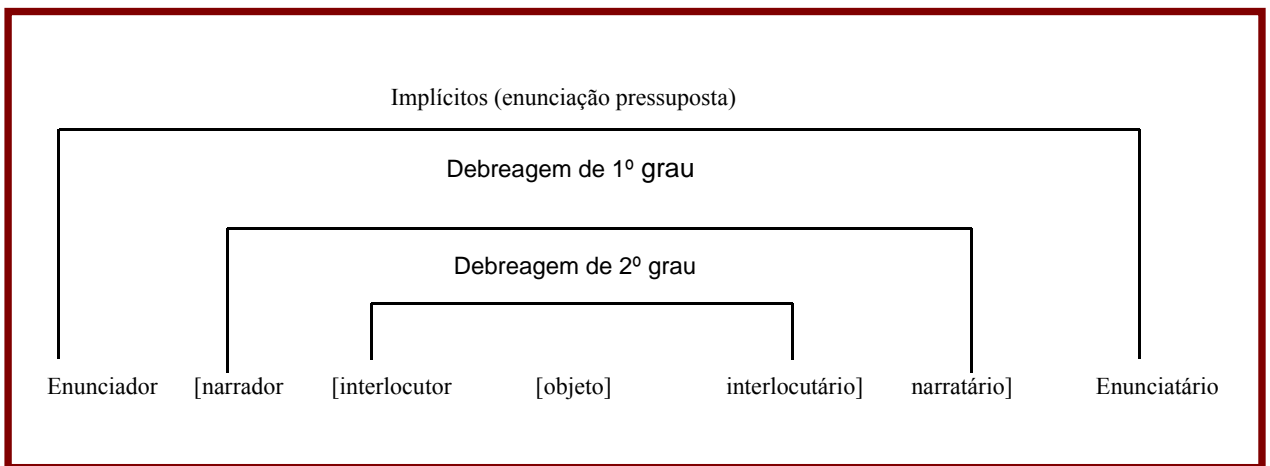 Implícitos (enunciação pressuposta)
Debreagem de 1º grau
Debreagem de 2º grau
Enunciador [narrador [interlocutor [objeto] interlocutário] narratário] Enunciatário